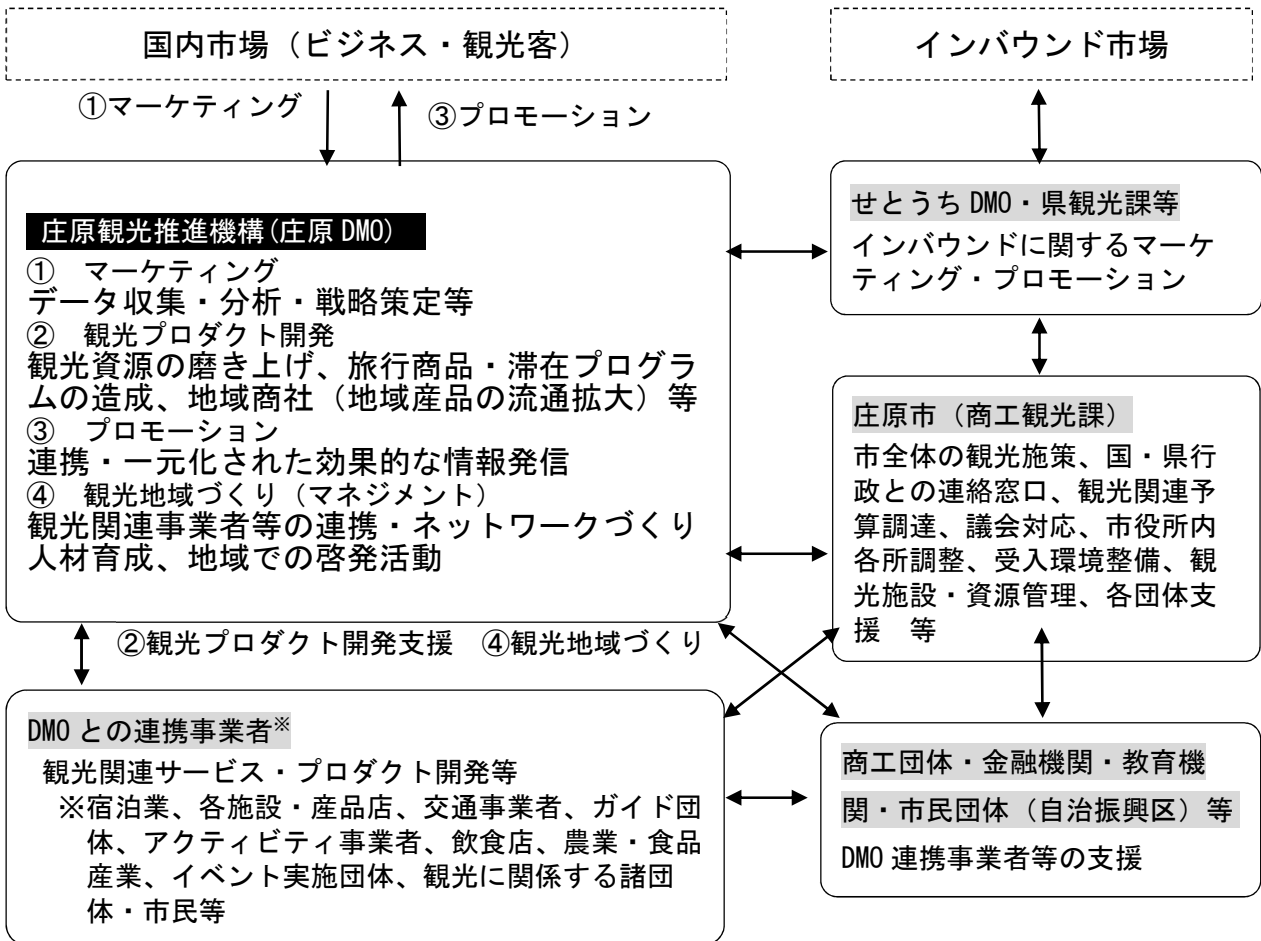 国内市場（ビジネス・観光客）
インバウンド市場
①マーケティング
③プロモーション
庄原観光推進機構(庄原 DMO)
①　マーケティング
データ収集・分析・戦略策定等
②　観光プロダクト開発
観光資源の磨き上げ、旅行商品・滞在プログラ
ムの造成、地域商社（地域産品の流通拡大）等
③　プロモーション
連携・一元化された効果的な情報発信
④　観光地域づくり（マネジメント）
観光関連事業者等の連携・ネットワークづくり
人材育成、地域での啓発活動
せとうち DMO・県観光課等
インバウンドに関するマーケ
ティング・プロモーション
庄原市（商工観光課）
市全体の観光施策、国・県行
政との連絡窓口、観光関連予
算調達、議会対応、市役所内
各所調整、受入環境整備、観
光施設・資源管理、各団体支
援　等
②観光プロダクト開発支援　④観光地域づくり
DMO との連携事業者※
観光関連サービス・プロダクト開発等
※宿泊業、各施設・産品店、交通事業者、ガイド団
体、アクティビティ事業者、飲食店、農業・食品
産業、イベント実施団体、観光に関係する諸団
体・市民等
商工団体・金融機関・教育機
関・市民団体（自治振興区）等
DMO 連携事業者等の支援